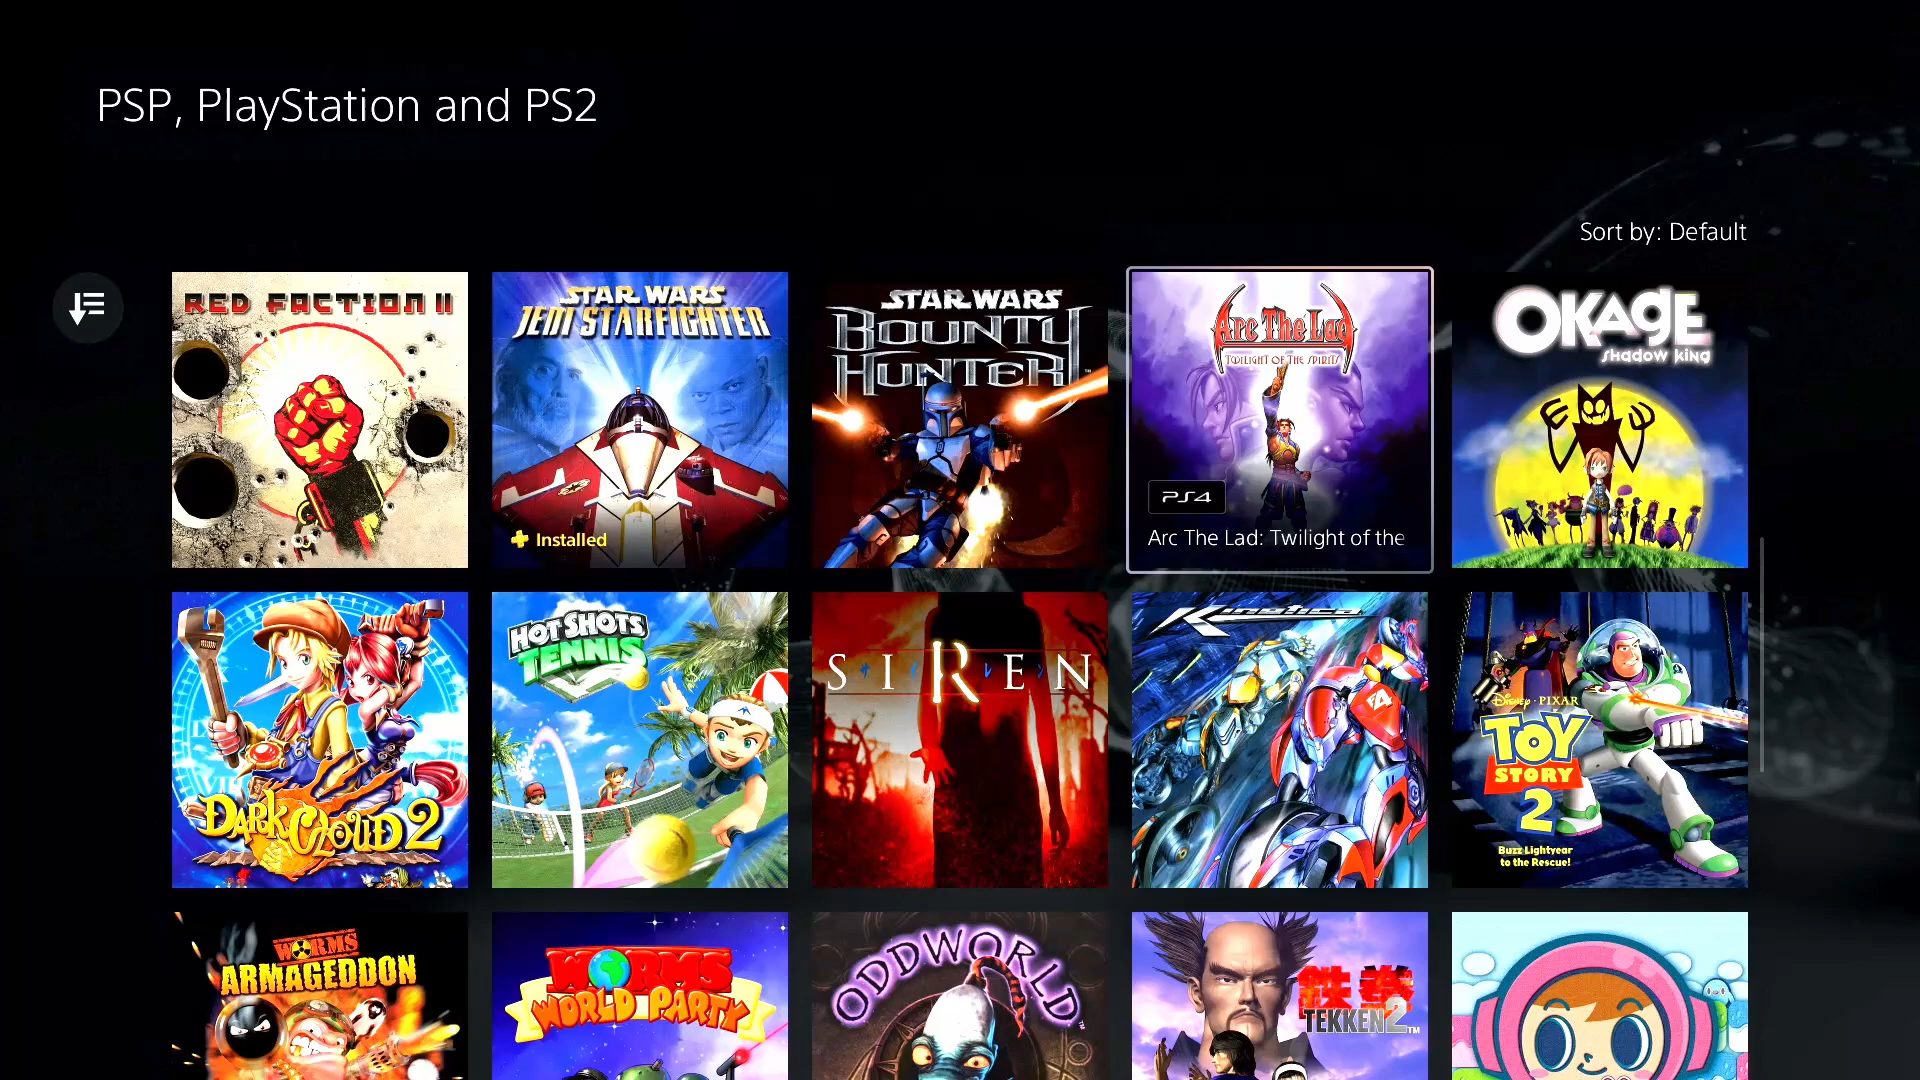 PSP, PlayStation and PS2
Sort by: Default
RED FACTION II
STAR WARS
JEDI STARFIGHTER
Installed
STAR WARS
BOUNTY
HUNTER
Arc The Lad
TWILIGHT OF THE SPIRITS
PS4
Arc The Lad: Twilight of the
OKAGE
shadow king
DARK CLOUD 2
HOT SHOTS
TENNIS
SIREN
Kinetica
4
DISNEY · PIXAR
TOY
STORY
2
Buzz Lightyear
to the Rescue!
WORMS
ARMAGEDDON
WORMS
WORLD PARTY
ODDWORLD
鉄拳
TEKKEN 2